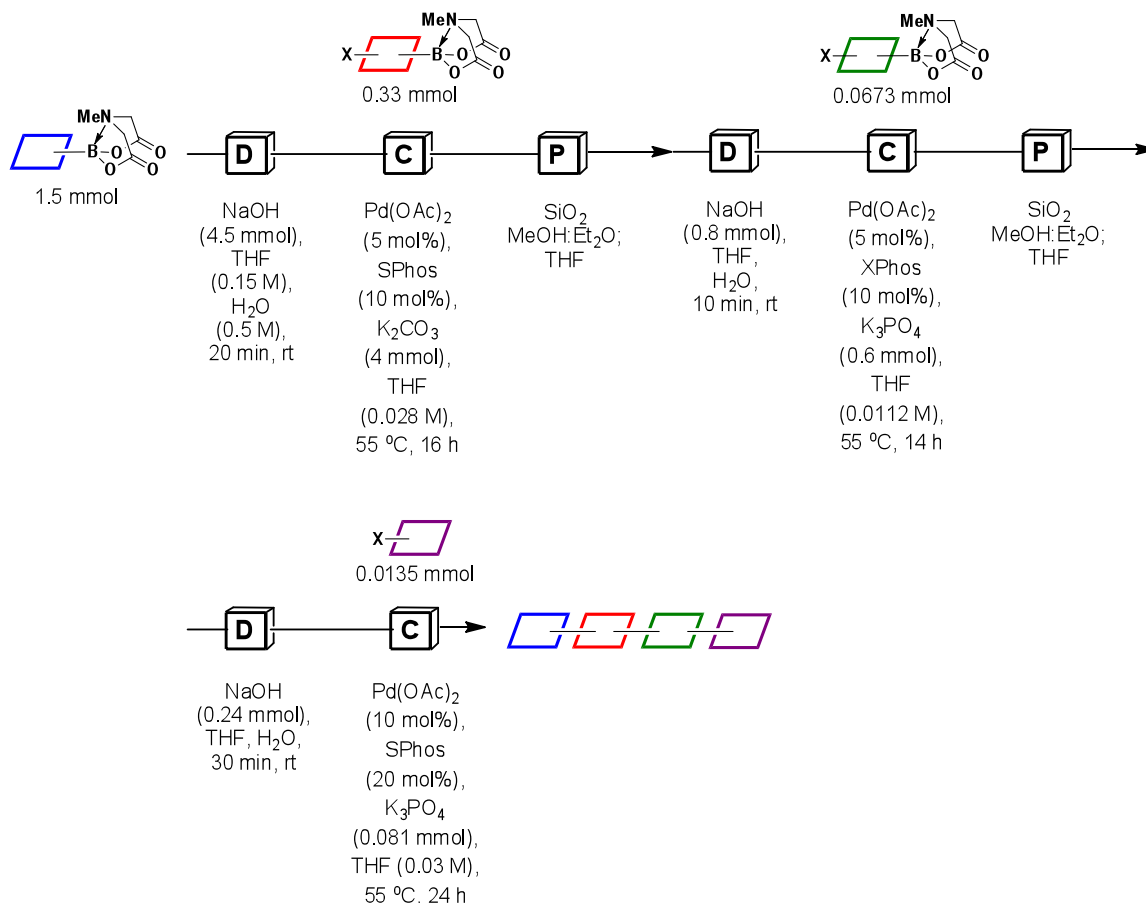 MeN
X
B
O
O
O
O
0.33 mmol
MeN
X
B
O
O
O
O
0.0673 mmol
MeN
B
O
O
O
O
1.5 mmol
D
C
P
D
C
P
NaOH
(4.5 mmol),
THF
(0.15 M),
H2O
(0.5 M),
20 min, rt
Pd(OAc)2
(5 mol%),
SPhos
(10 mol%),
K2CO3
(4 mmol),
THF
(0.028 M),
55 ºC, 16 h
SiO2
MeOH:Et2O;
THF
NaOH
(0.8 mmol),
THF,
H2O,
10 min, rt
Pd(OAc)2
(5 mol%),
XPhos
(10 mol%),
K3PO4
(0.6 mmol),
THF
(0.0112 M),
55 ºC, 14 h
SiO2
MeOH:Et2O;
THF
X
0.0135 mmol
D
C
NaOH
(0.24 mmol),
THF, H2O,
30 min, rt
Pd(OAc)2
(10 mol%),
SPhos
(20 mol%),
K3PO4
(0.081 mmol),
THF (0.03 M),
55 ºC, 24 h